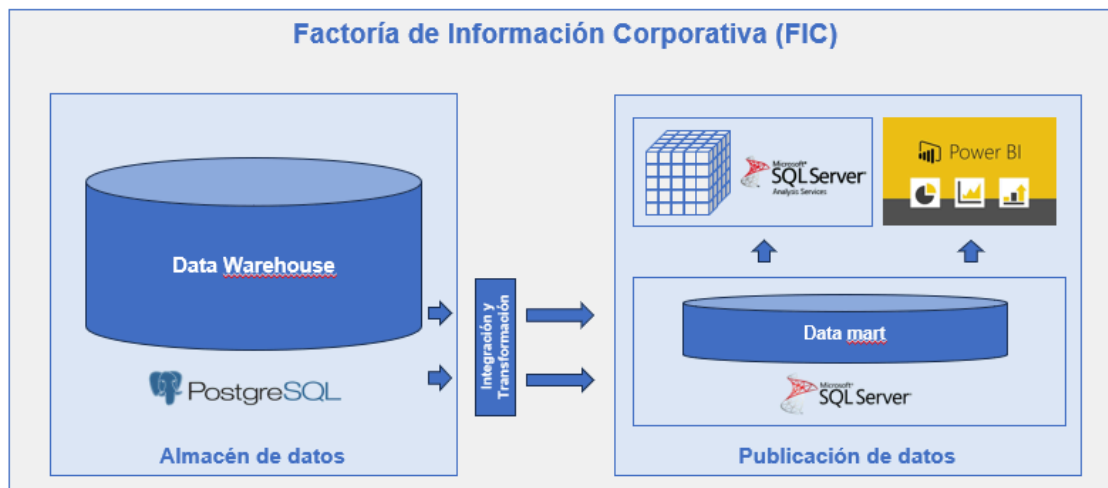 Factoría de Información Corporativa (FIC)
Data Warehouse
PostgreSQL
Almacén de datos
Integración y
Transformación
Microsoft®
SQL Server®
Analysis Services
Power BI
Data mart
Microsoft®
SQL Server®
Publicación de datos